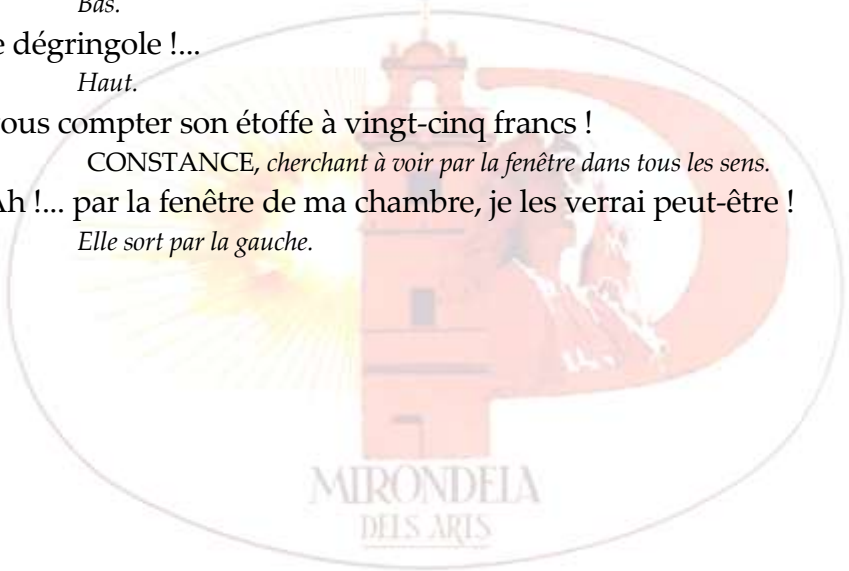 Bas.
e dégringole !...
Haut.
ous compter son étoffe à vingt-cinq francs !
CONSTANCE, cherchant à voir par la fenêtre dans tous les sens.
Ah !... par la fenêtre de ma chambre, je les verrai peut-être !
Elle sort par la gauche.
MIRONDELA
DELS ARTS